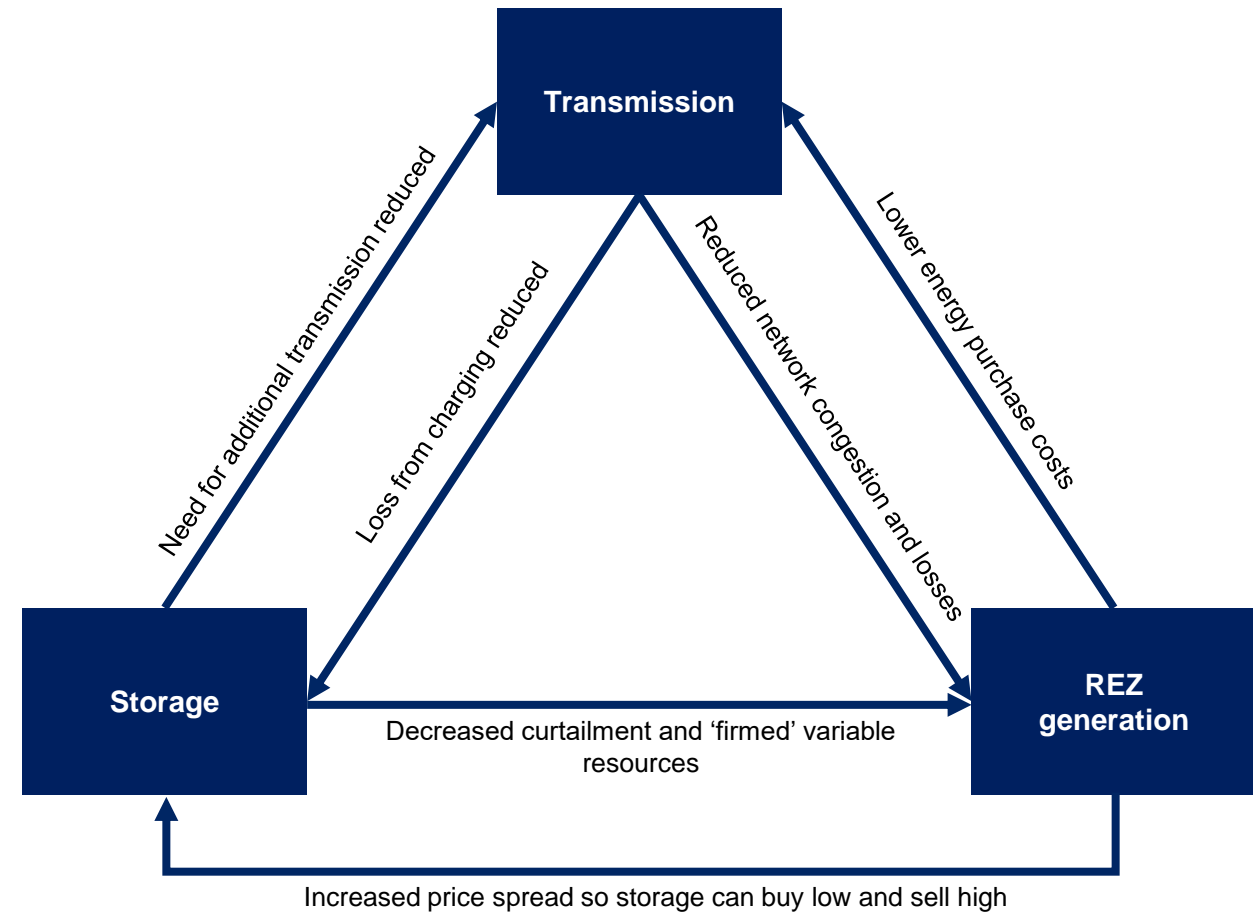 Transmission
Need for additional transmission reduced
Loss from charging reduced
Reduced network congestion and losses
Lower energy purchase costs
Storage
REZ
generation
Decreased curtailment and ‘firmed’ variable
resources
Increased price spread so storage can buy low and sell high